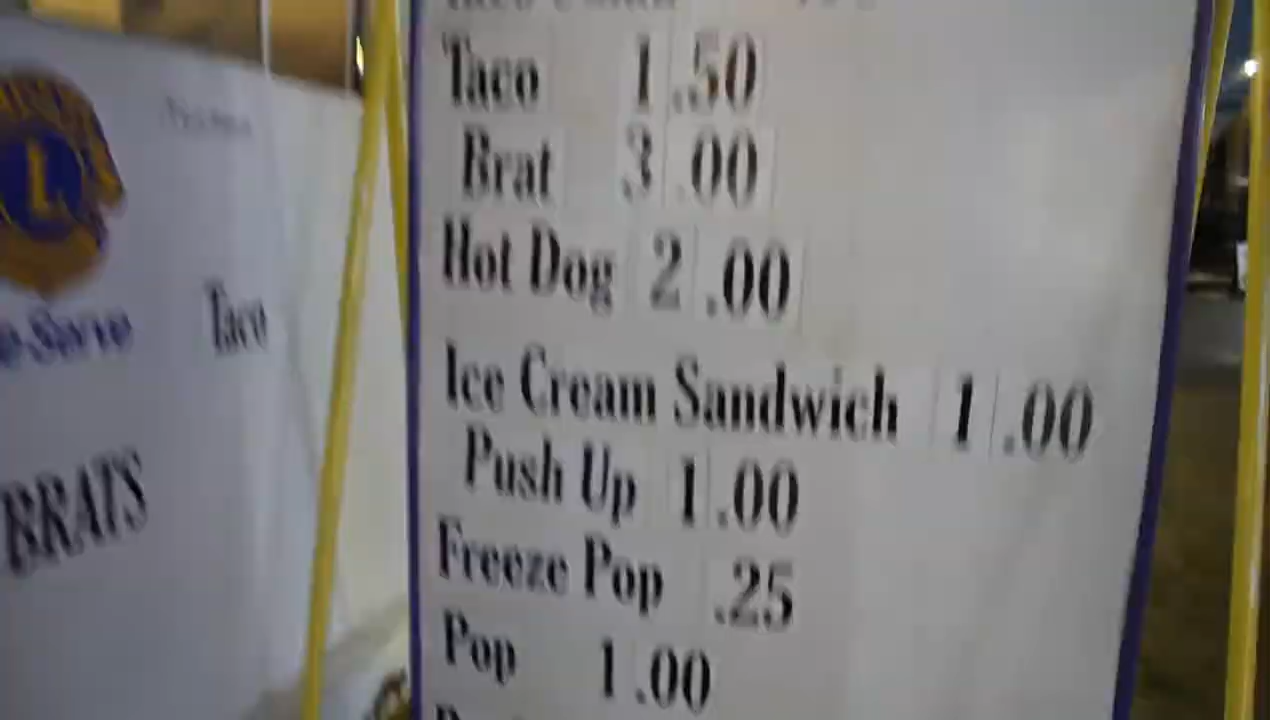 Taco 1.50
Brat 3.00
Hot Dog 2.00
Ice Cream Sandwich 1.00
Push Up 1.00
Freeze Pop .25
Pop 1.00
L
e Serve
Taco
BRATS